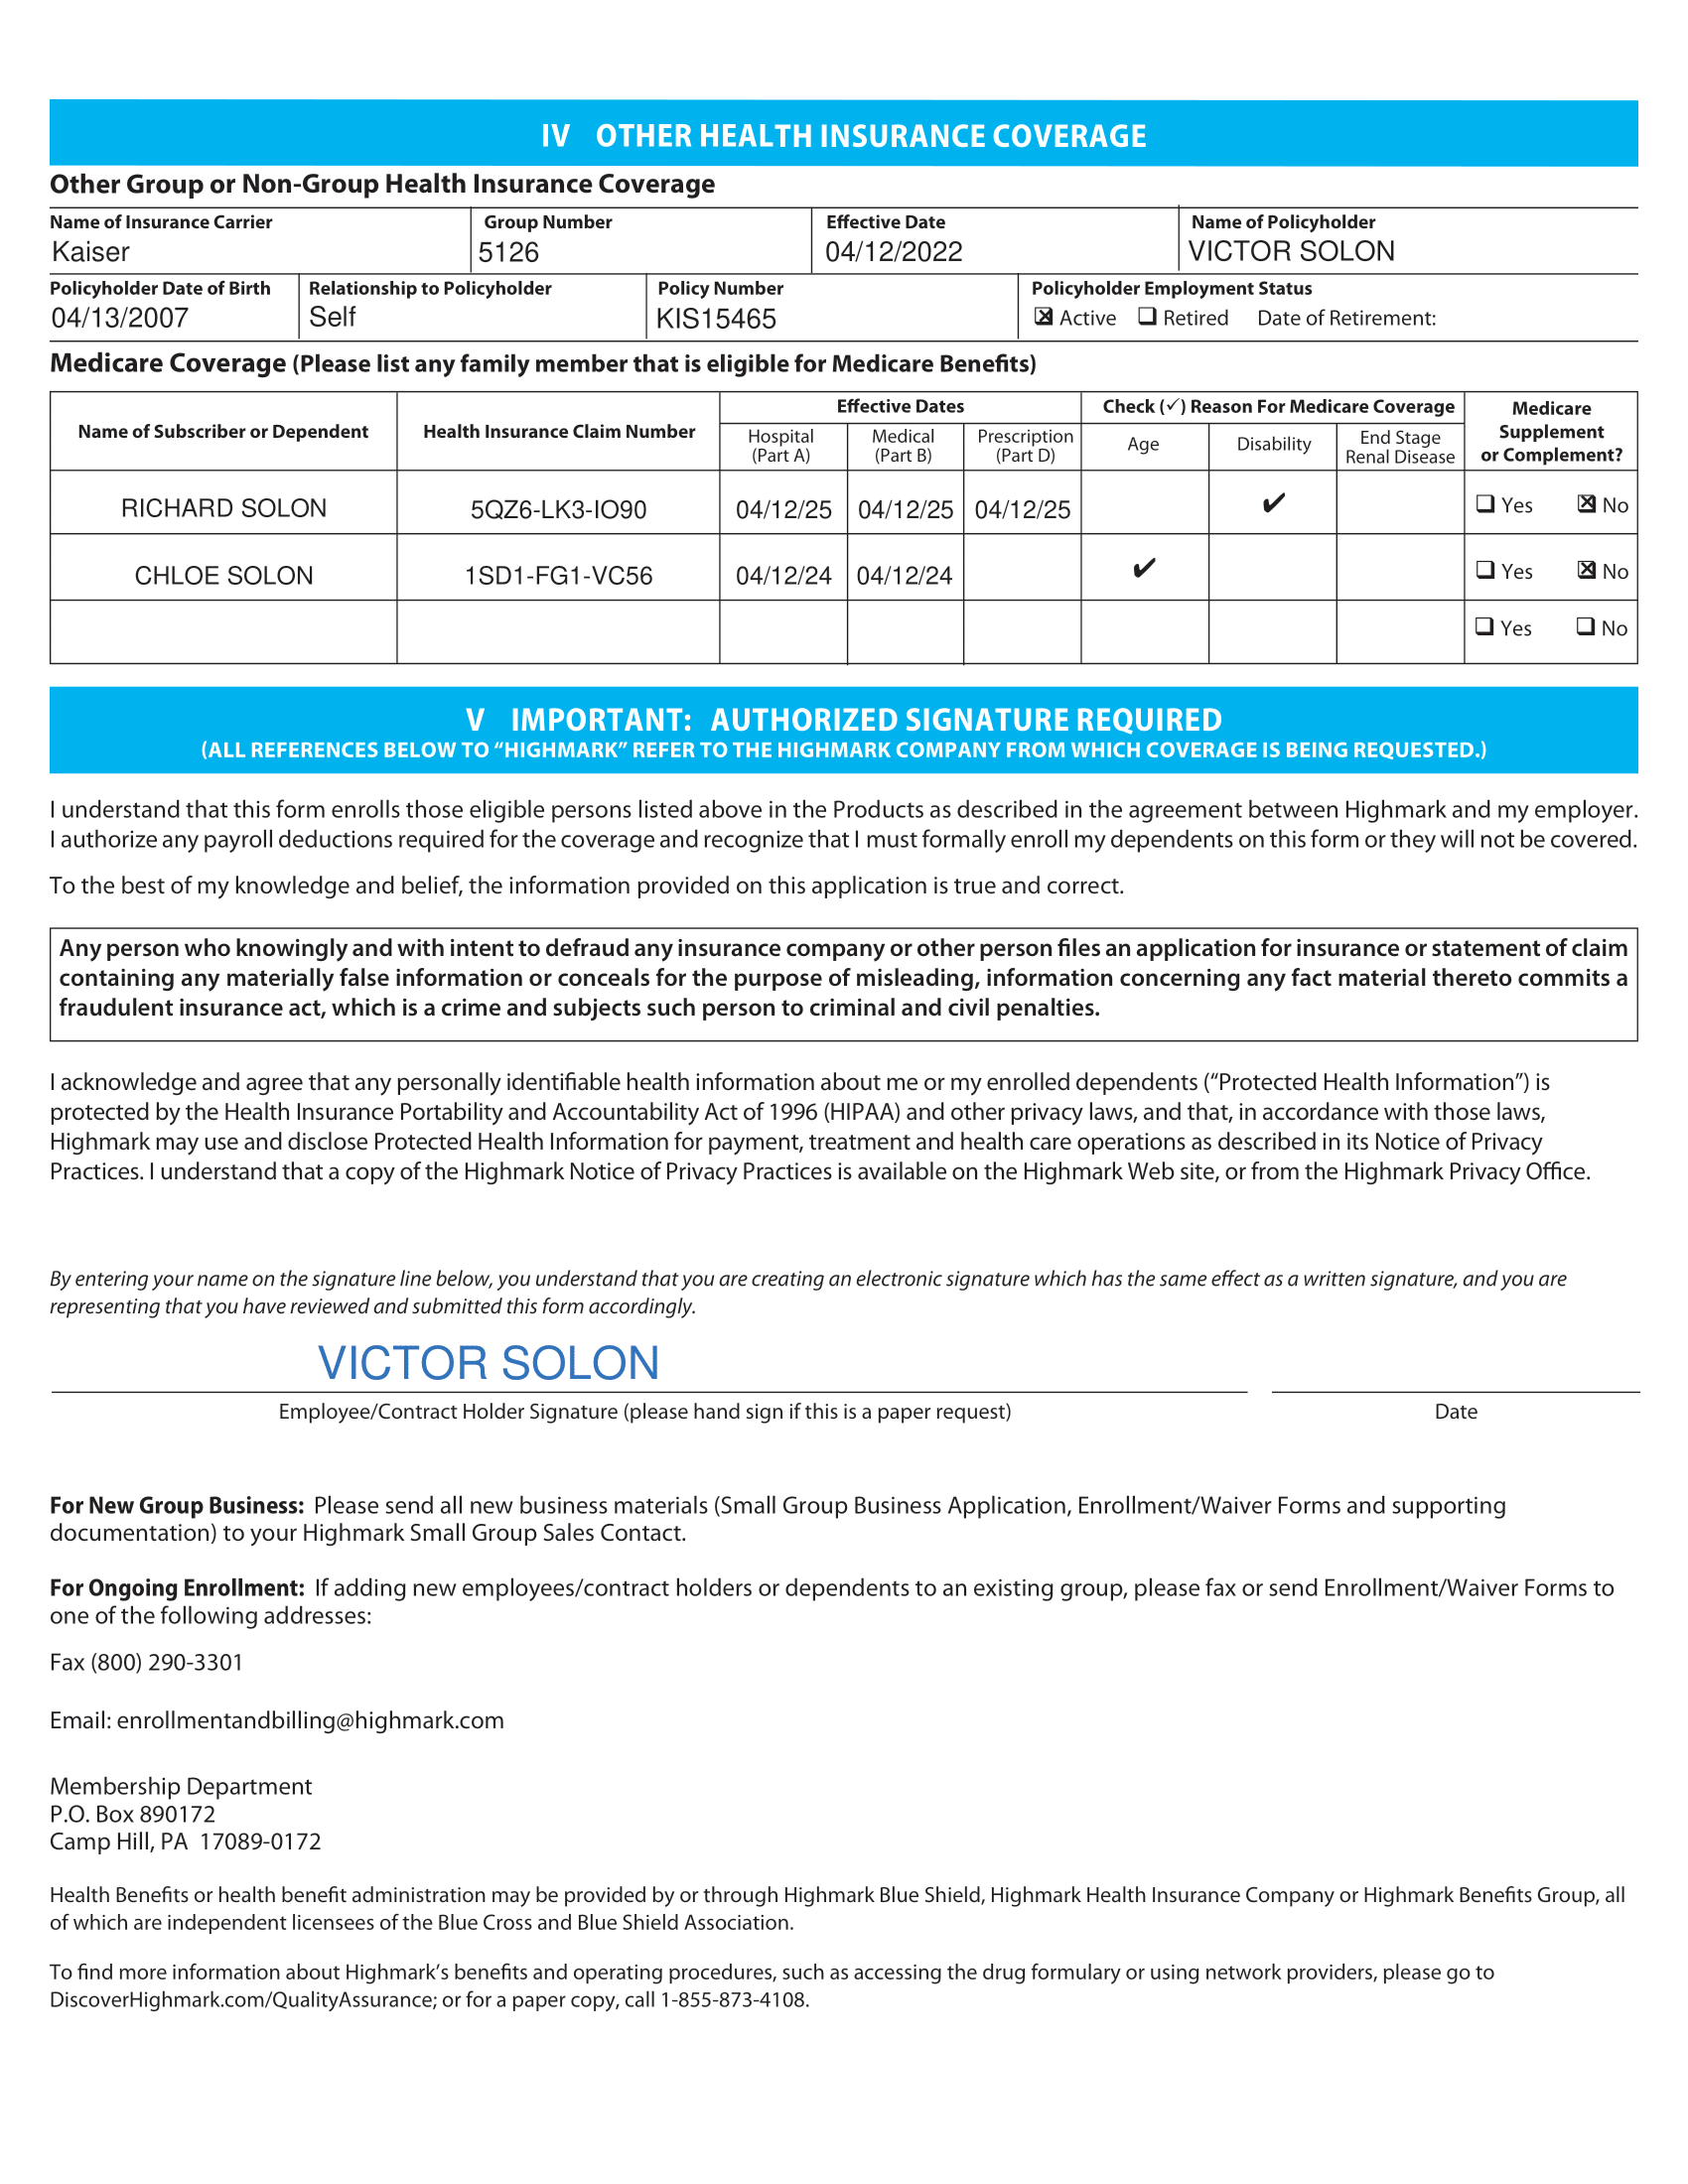 IV OTHER HEALTH INSURANCE COVERAGE
Other Group or Non-Group Health Insurance Coverage
Name of Insurance Carrier Group Number Effective Date Name of Policyholder
Kaiser 5126 04/12/2022 VICTOR SOLON
Policyholder Date of Birth Relationship to Policyholder Policy Number Policyholder Employment Status
04/13/2007 Self KIS15465 ☒ Active ❑ Retired Date of Retirement:
Medicare Coverage (Please list any family member that is eligible for Medicare Benefits)
Name of Subscriber or Dependent Health Insurance Claim Number Effective Dates Check (✓) Reason For Medicare Coverage Medicare Supplement or Complement?
Hospital (Part A) Medical (Part B) Prescription (Part D) Age Disability End Stage Renal Disease
RICHARD SOLON 5QZ6-LK3-IO90 04/12/25 04/12/25 04/12/25 ✔ ❑ Yes ☒ No
CHLOE SOLON 1SD1-FG1-VC56 04/12/24 04/12/24 ✔ ❑ Yes ☒ No
❑ Yes ❑ No
V IMPORTANT: AUTHORIZED SIGNATURE REQUIRED
(ALL REFERENCES BELOW TO “HIGHMARK” REFER TO THE HIGHMARK COMPANY FROM WHICH COVERAGE IS BEING REQUESTED.)
I understand that this form enrolls those eligible persons listed above in the Products as described in the agreement between Highmark and my employer.
I authorize any payroll deductions required for the coverage and recognize that I must formally enroll my dependents on this form or they will not be covered.
To the best of my knowledge and belief, the information provided on this application is true and correct.
Any person who knowingly and with intent to defraud any insurance company or other person files an application for insurance or statement of claim
containing any materially false information or conceals for the purpose of misleading, information concerning any fact material thereto commits a
fraudulent insurance act, which is a crime and subjects such person to criminal and civil penalties.
I acknowledge and agree that any personally identifiable health information about me or my enrolled dependents (“Protected Health Information”) is
protected by the Health Insurance Portability and Accountability Act of 1996 (HIPAA) and other privacy laws, and that, in accordance with those laws,
Highmark may use and disclose Protected Health Information for payment, treatment and health care operations as described in its Notice of Privacy
Practices. I understand that a copy of the Highmark Notice of Privacy Practices is available on the Highmark Web site, or from the Highmark Privacy Office.
By entering your name on the signature line below, you understand that you are creating an electronic signature which has the same effect as a written signature, and you are
representing that you have reviewed and submitted this form accordingly.
VICTOR SOLON
Employee/Contract Holder Signature (please hand sign if this is a paper request) Date
For New Group Business: Please send all new business materials (Small Group Business Application, Enrollment/Waiver Forms and supporting
documentation) to your Highmark Small Group Sales Contact.
For Ongoing Enrollment: If adding new employees/contract holders or dependents to an existing group, please fax or send Enrollment/Waiver Forms to
one of the following addresses:
Fax (800) 290-3301
Email: enrollmentandbilling@highmark.com
Membership Department
P.O. Box 890172
Camp Hill, PA 17089-0172
Health Benefits or health benefit administration may be provided by or through Highmark Blue Shield, Highmark Health Insurance Company or Highmark Benefits Group, all
of which are independent licensees of the Blue Cross and Blue Shield Association.
To find more information about Highmark’s benefits and operating procedures, such as accessing the drug formulary or using network providers, please go to
DiscoverHighmark.com/QualityAssurance; or for a paper copy, call 1-855-873-4108.